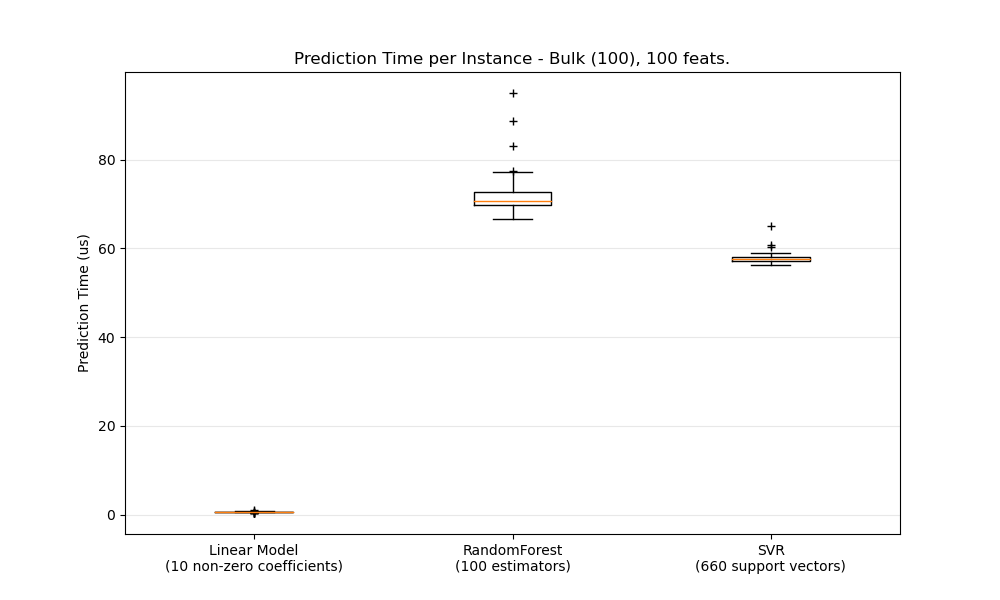 Prediction Time per Instance - Bulk (100), 100 feats.
Prediction Time (us)
80
60
40
20
0
Linear Model
(10 non-zero coefficients)
RandomForest
(100 estimators)
SVR
(660 support vectors)